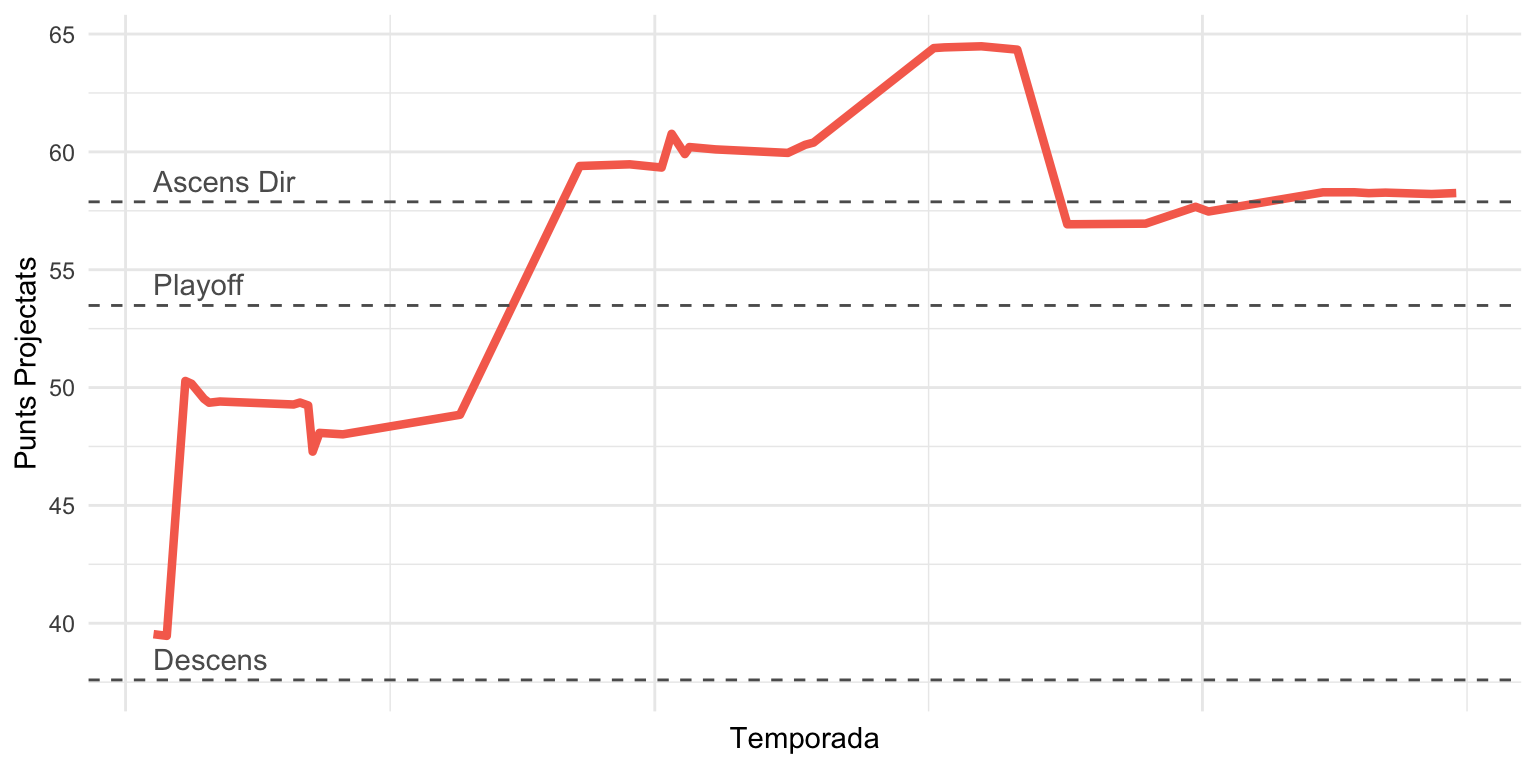 65
60
Ascens Dir
Playoff
55
50
45
40
Descens
Punts Projectats
Temporada